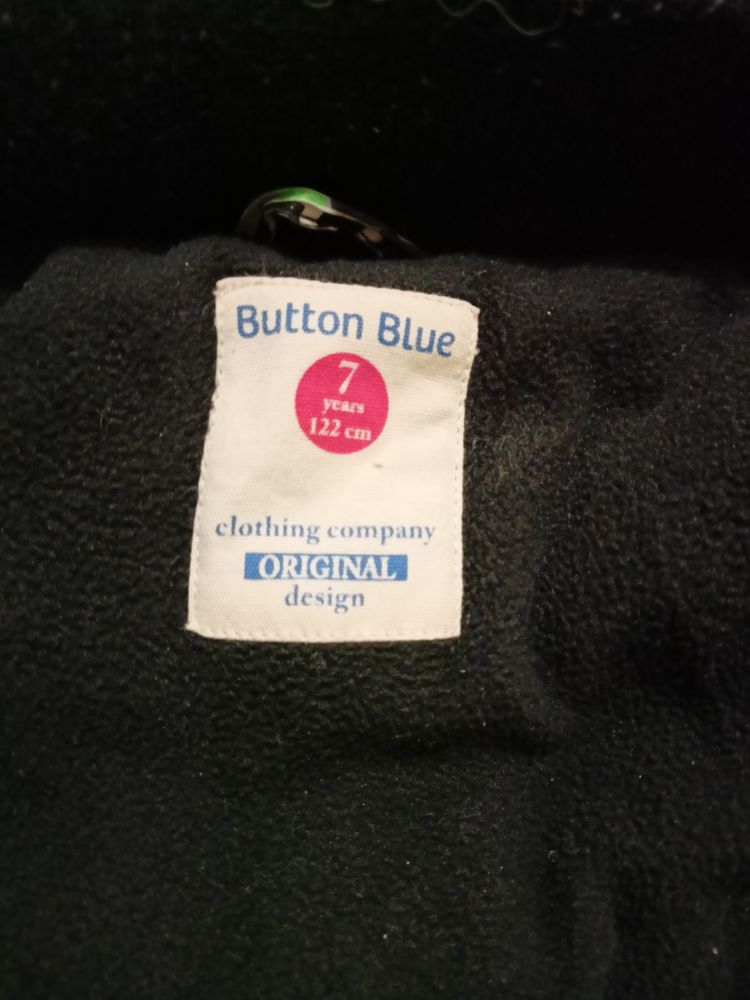 Button Blue
7
years
122 cm
clothing company
ORIGINAL
design